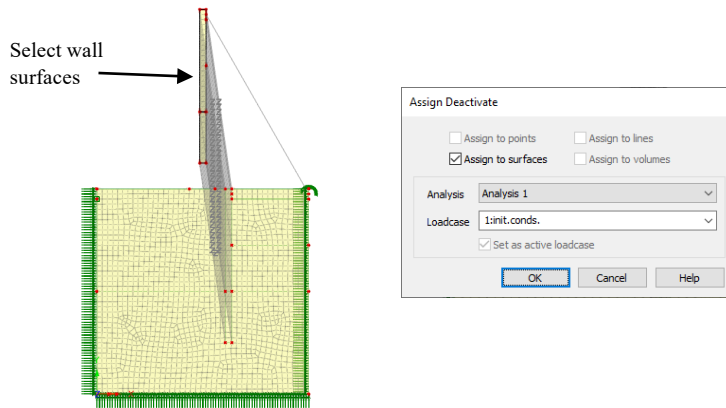 Select wall
surfaces
Assign Deactivate
Assign to points
Assign to lines
Assign to surfaces
Assign to volumes
Analysis
Analysis 1
Loadcase
1:init.conds.
Set as active loadcase
OK
Cancel
Help